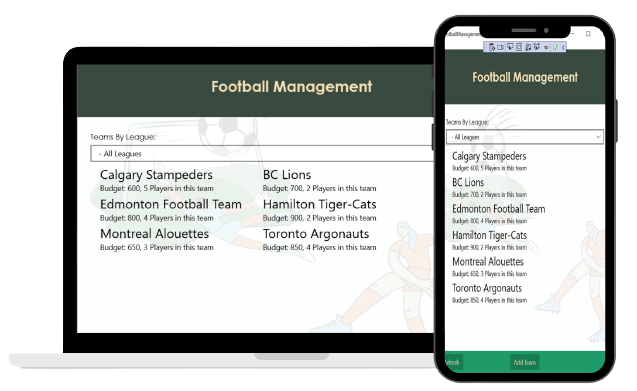 Football Management
Teams By League:
- All Leagues
Calgary Stampeders
Budget: 600, 5 Players in this team
BC Lions
Budget: 700, 2 Players in this team
Edmonton Football Team
Budget: 800, 4 Players in this team
Hamilton Tiger-Cats
Budget: 900, 2 Players in this team
Montreal Alouettes
Budget: 650, 3 Players in this team
Toronto Argonauts
Budget: 850, 4 Players in this team
Football Management
Teams By League:
- All Leagues
Calgary Stampeders
Budget: 600, 5 Players in this team
BC Lions
Budget: 700, 2 Players in this team
Edmonton Football Team
Budget: 800, 4 Players in this team
Hamilton Tiger-Cats
Budget: 900, 2 Players in this team
Montreal Alouettes
Budget: 650, 3 Players in this team
Toronto Argonauts
Budget: 850, 4 Players in this team
Add Team